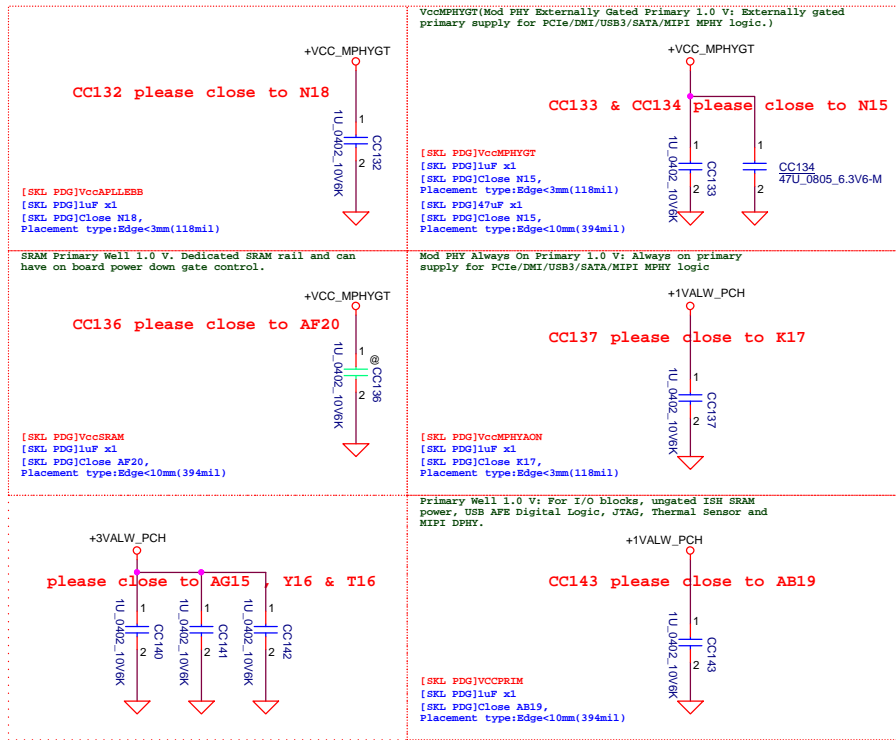 +VCC_MPHYGT
CC132 please close to N18
1
2
1U_0402_10V6K
CC132
[SKL PDG]VccAPLLEBB
[SKL PDG]1uF x1
[SKL PDG]Close N18,
Placement type:Edge<3mm(118mil)
VccMPHYGT(Mod PHY Externally Gated Primary 1.0 V: Externally gated
primary supply for PCIe/DMI/USB3/SATA/MIPI MPHY logic.)
+VCC_MPHYGT
CC133 & CC134 please close to N15
1
2
1U_0402_10V6K
CC133
1
2
CC134
47U_0805_6.3V6-M
[SKL PDG]VccMPHYGT
[SKL PDG]1uF x1
[SKL PDG]Close N15,
Placement type:Edge<3mm(118mil)
[SKL PDG]47uF x1
[SKL PDG]Close N15,
Placement type:Edge<10mm(394mil)
SRAM Primary Well 1.0 V. Dedicated SRAM rail and can
have on board power down gate control.
+VCC_MPHYGT
CC136 please close to AF20
1
2
1U_0402_10V6K
@
CC136
[SKL PDG]VccSRAM
[SKL PDG]1uF x1
[SKL PDG]Close AF20,
Placement type:Edge<10mm(394mil)
Mod PHY Always On Primary 1.0 V: Always on primary
supply for PCIe/DMI/USB3/SATA/MIPI MPHY logic
+1VALW_PCH
CC137 please close to K17
1
2
1U_0402_10V6K
CC137
[SKL PDG]VccMPHYAON
[SKL PDG]1uF x1
[SKL PDG]Close K17,
Placement type:Edge<3mm(118mil)
+3VALW_PCH
please close to AG15 , Y16 & T16
1
2
1U_0402_10V6K
CC140
1
2
1U_0402_10V6K
CC141
1
2
1U_0402_10V6K
CC142
Primary Well 1.0 V: For I/O blocks, ungated ISH SRAM
power, USB AFE Digital Logic, JTAG, Thermal Sensor and
MIPI DPHY.
+1VALW_PCH
CC143 please close to AB19
1
2
1U_0402_10V6K
CC143
[SKL PDG]VCCPRIM
[SKL PDG]1uF x1
[SKL PDG]Close AB19,
Placement type:Edge<10mm(394mil)